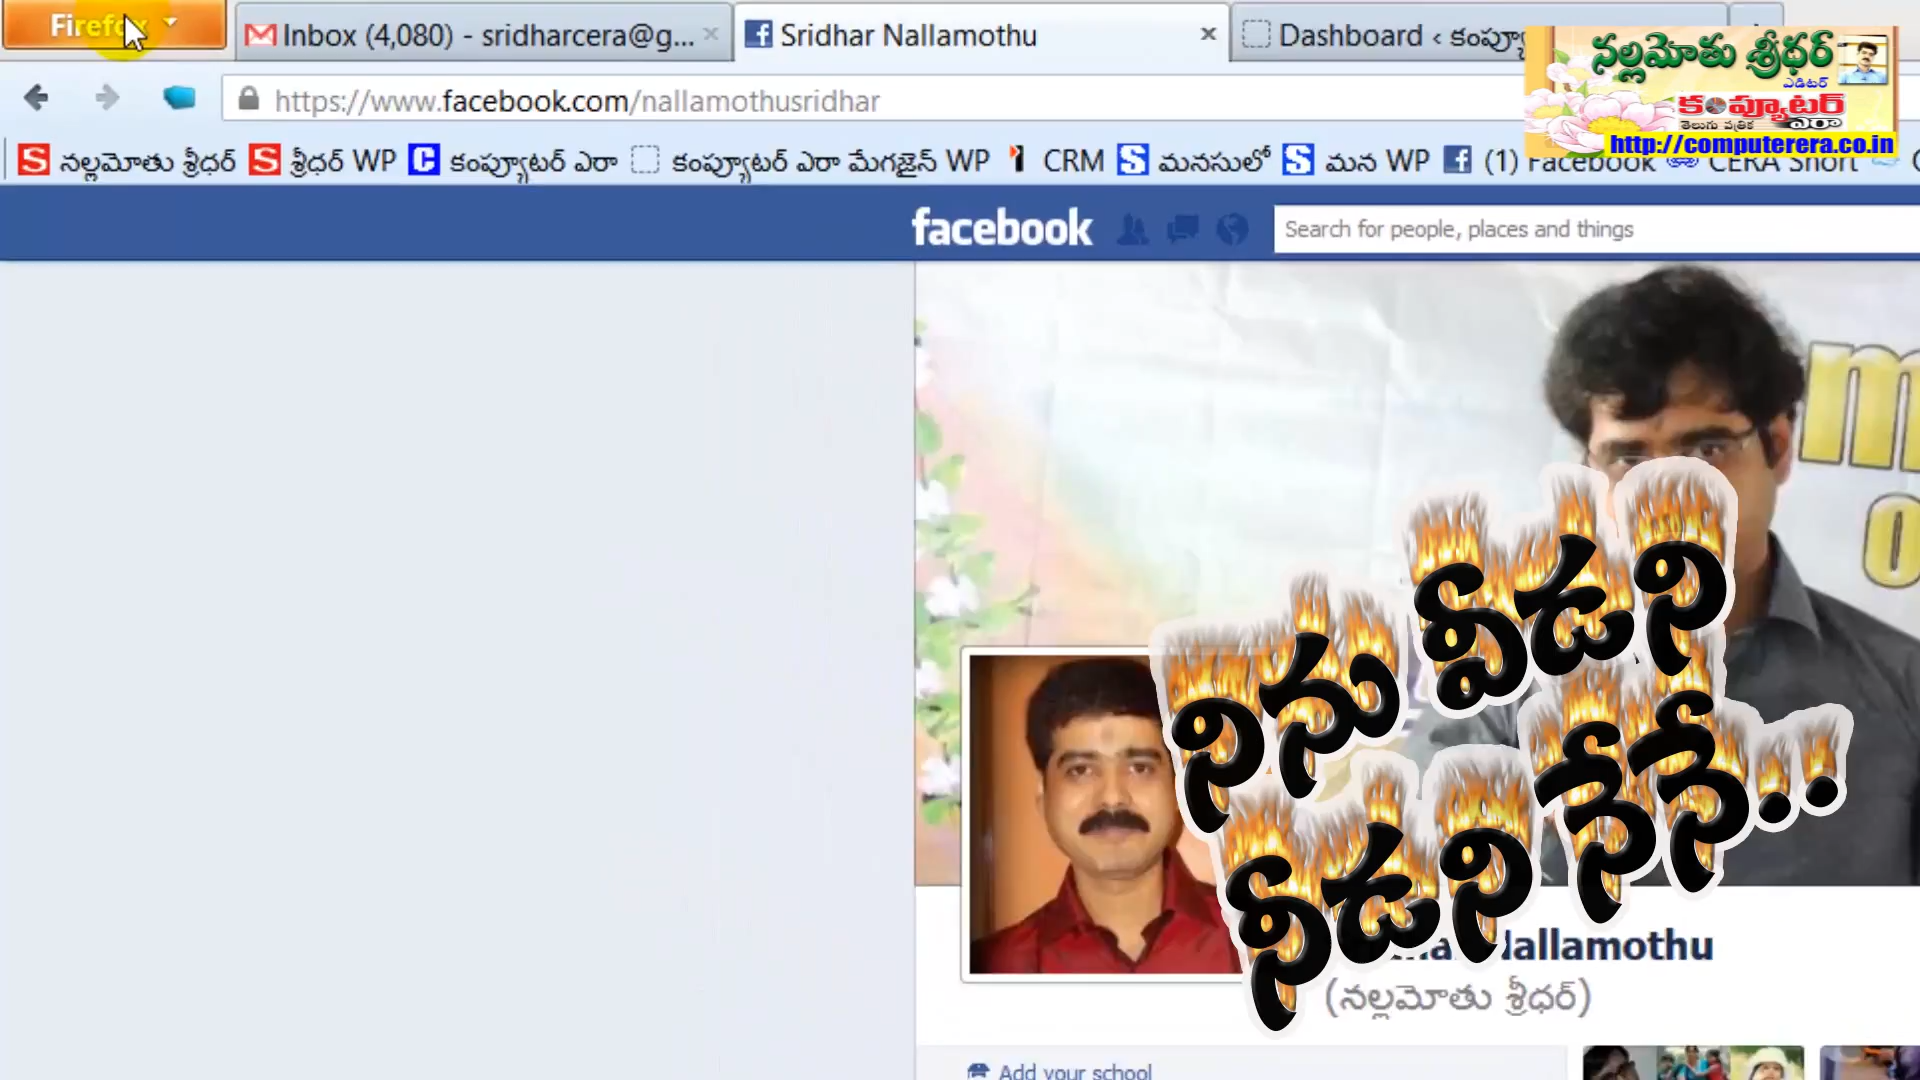 Firefox
Inbox (4,080) - sridharcera@g...
Sridhar Nallamothu
Dashboard ‹ కంప్యూ
https://www.facebook.com/nallamothusridhar
నల్లమోతు శ్రీధర్
ఎడిటర్
కంప్యూటర్
తెలుగు పత్రిక ఎరా
http://computerera.co.in
నల్లమోతు శ్రీధర్ శ్రీధర్ WP కంప్యూటర్ ఎరా కంప్యూటర్ ఎరా మేగజైన్ WP CRM మనసులో మన WP (1) Facebook CERA Short
facebook
Search for people, places and things
నిను వీడని
నీడని నేనే..
Nallamothu
(నల్లమోతు శ్రీధర్)
Add your school